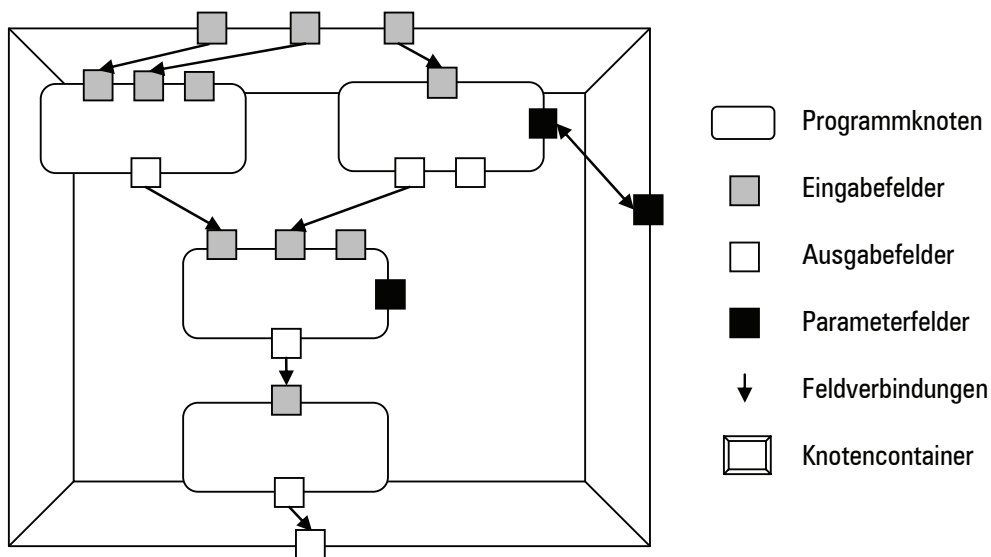 Programmknoten
Eingabefelder
Ausgabefelder
Parameterfelder
Feldverbindungen
Knotencontainer